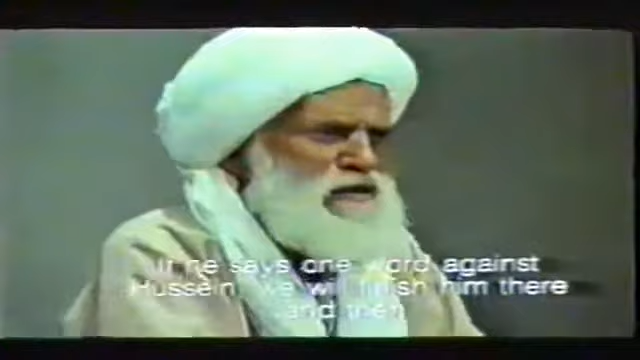 If he says one word against
Hussein we will finish him there
and then